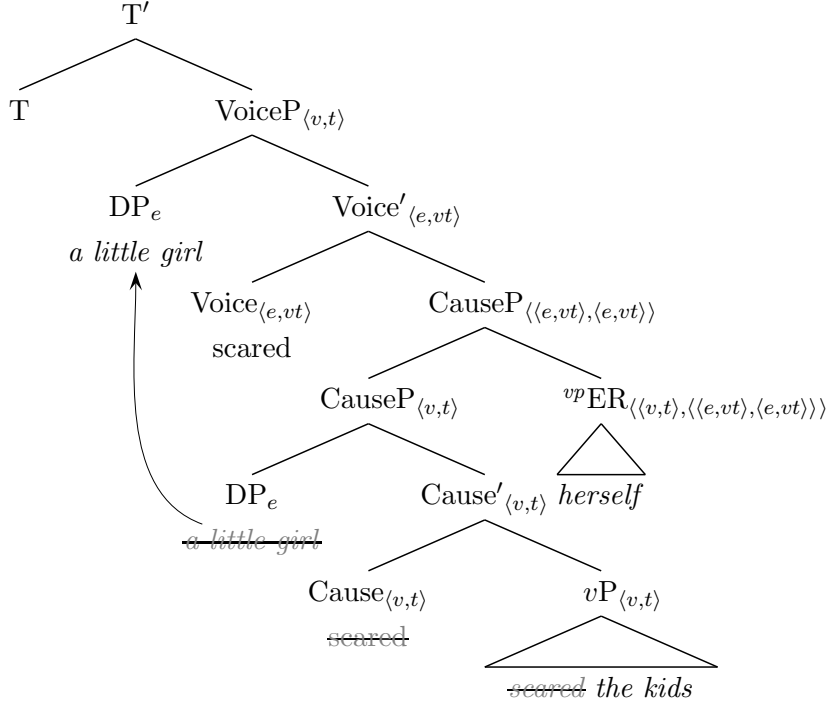 T′
T VoiceP⟨v,t⟩
DPe Voice′⟨e,vt⟩
a little girl
Voice⟨e,vt⟩ CauseP⟨⟨e,vt⟩,⟨e,vt⟩⟩
scared
CauseP⟨v,t⟩ vpER⟨⟨v,t⟩,⟨⟨e,vt⟩,⟨e,vt⟩⟩⟩
DPe Cause′⟨v,t⟩ herself
a little girl
Cause⟨v,t⟩ vP⟨v,t⟩
scared
scared the kids